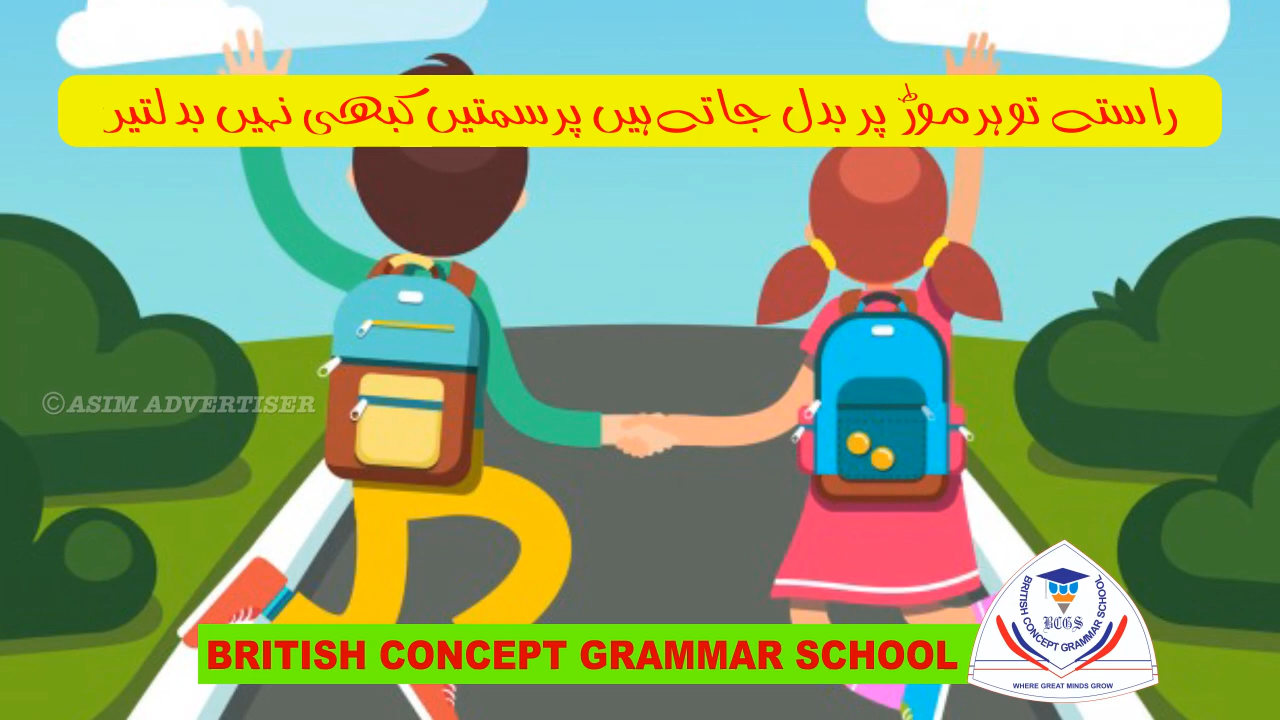 راستے تو ہر موڑ پر بدل جاتے ہیں پر سمتیں کبھی نہیں بدلتیر
©ASIM ADVERTISER
BRITISH CONCEPT GRAMMAR SCHOOL
BRITISH CONCEPT GRAMMAR SCHOOL
BCGS
WHERE GREAT MINDS GROW